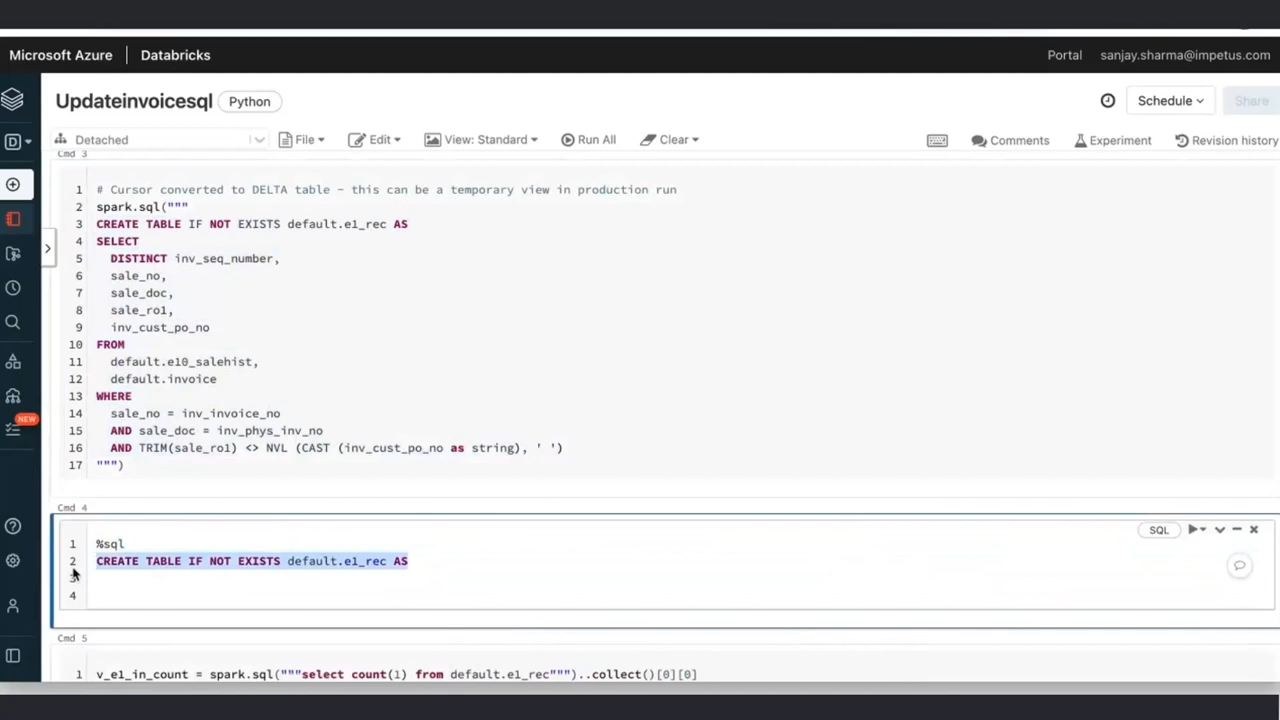 Microsoft Azure Databricks Portal sanjay.sharma@impetus.com
Updateinvoicesql Python Schedule Share
Detached File Edit View: Standard Run All Clear Comments Experiment Revision history
Cmd 3
1 # Cursor converted to DELTA table - this can be a temporary view in production run
2 spark.sql("""
3 CREATE TABLE IF NOT EXISTS default.e1_rec AS
4 SELECT
5 DISTINCT inv_seq_number,
6 sale_no,
7 sale_doc,
8 sale_ro1,
9 inv_cust_po_no
10 FROM
11 default.e10_salehist,
12 default.invoice
13 WHERE
14 sale_no = inv_invoice_no
15 AND sale_doc = inv_phys_inv_no
16 AND TRIM(sale_ro1) <> NVL (CAST (inv_cust_po_no as string), ' ')
17 """)
NEW
Cmd 4
SQL
1 %sql
2 CREATE TABLE IF NOT EXISTS default.e1_rec AS
3
4
Cmd 5
1 v_e1_in_count = spark.sql("""select count(1) from default.e1_rec""")..collect()[0][0]